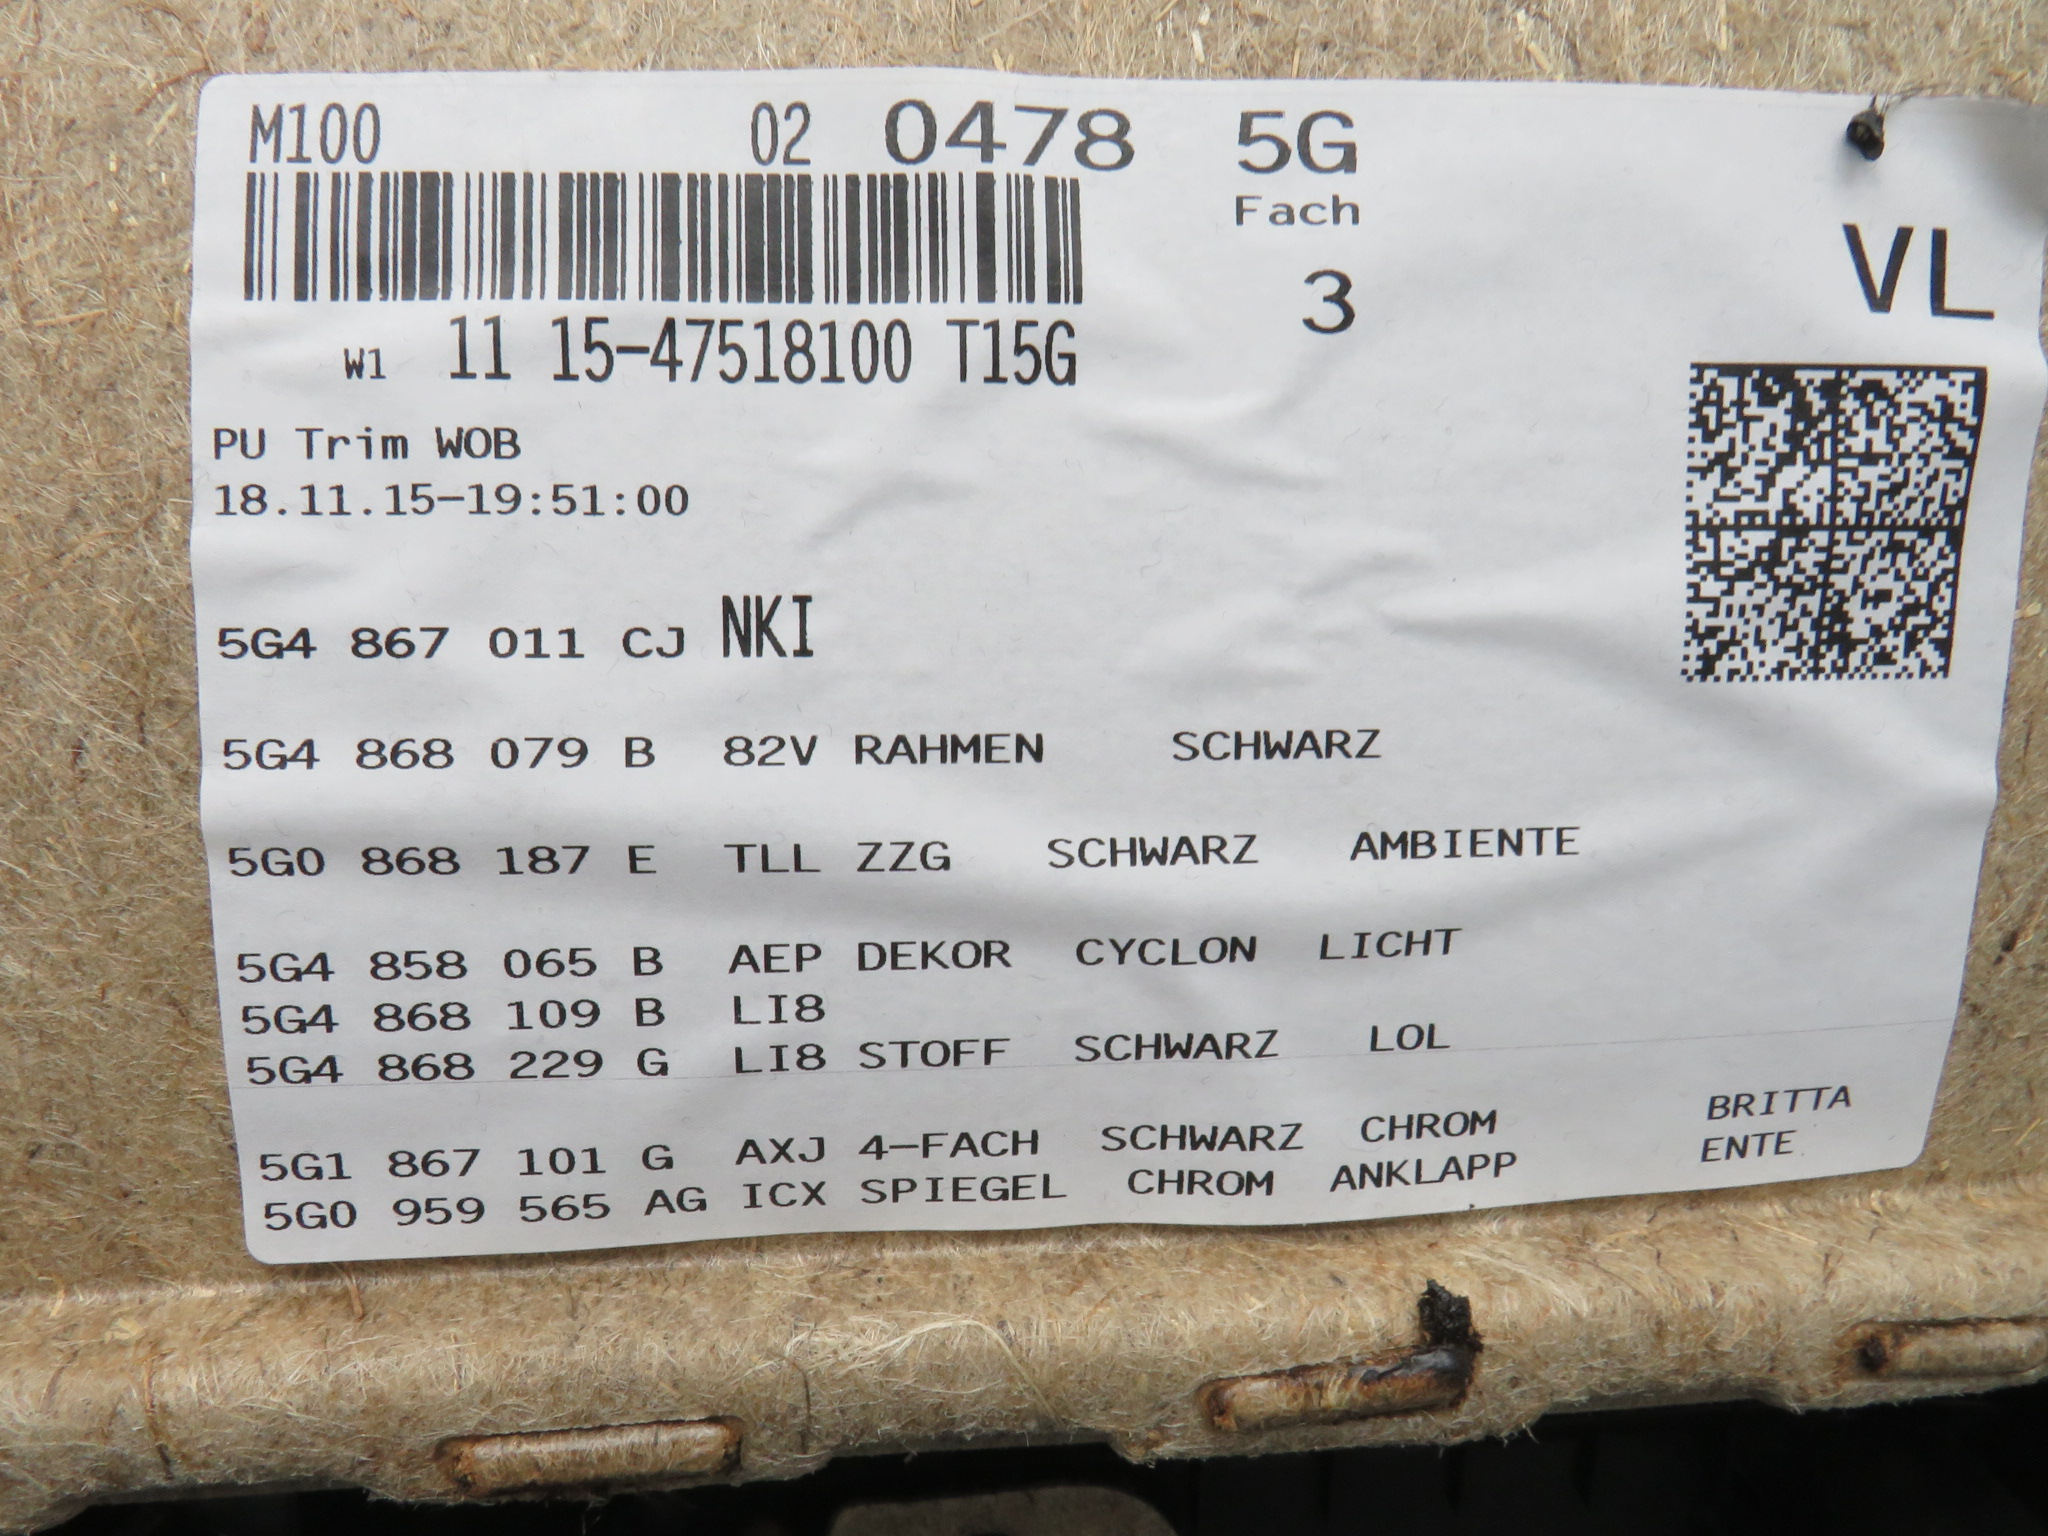 M100 02 0478 5G
Fach
VL
3
W1 11 15-47518100 T15G
PU Trim WOB
18.11.15-19:51:00
5G4 867 011 CJ NKI
5G4 868 079 B 82V RAHMEN SCHWARZ
5G0 868 187 E TLL ZZG SCHWARZ AMBIENTE
5G4 858 065 B AEP DEKOR CYCLON LICHT
5G4 868 109 B LI8
5G4 868 229 G LI8 STOFF SCHWARZ LOL
5G1 867 101 G AXJ 4-FACH SCHWARZ CHROM BRITTA
5G0 959 565 AG ICX SPIEGEL CHROM ANKLAPP ENTE